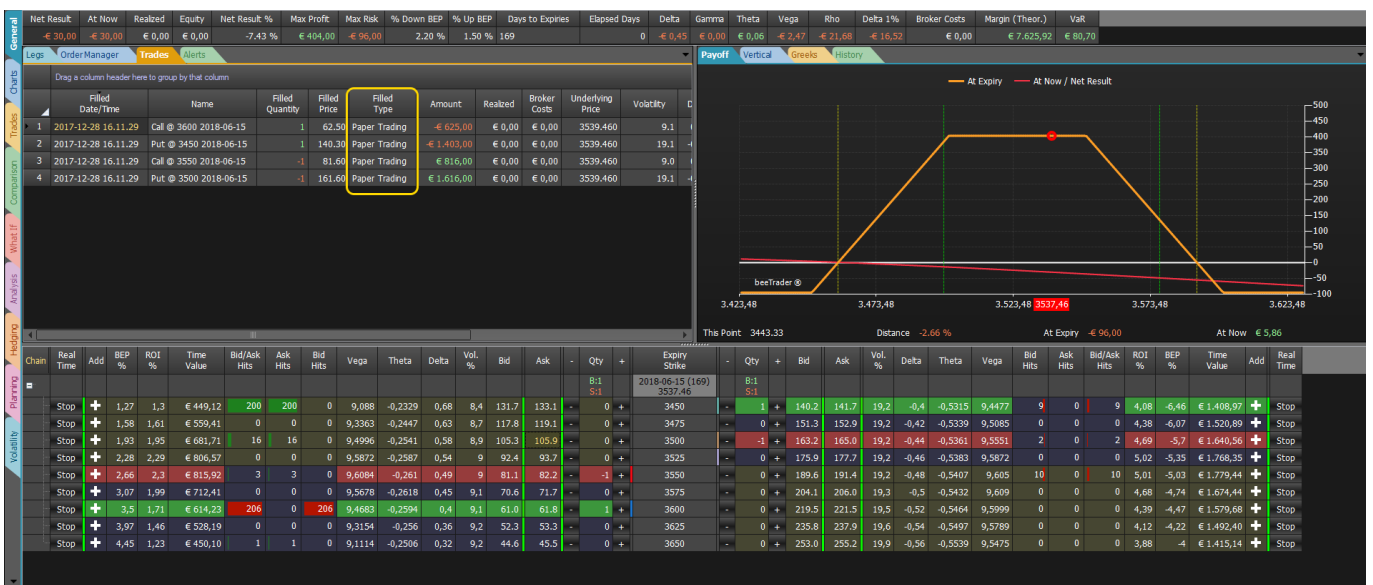 General
Net Result At Now Realized Equity Net Result % Max Profit Max Risk % Down BEP % Up BEP Days to Expiries Elapsed Days Delta Gamma Theta Vega Rho Delta 1% Broker Costs Margin (Theor.) VaR
-€ 30,00 -€ 30,00 € 0,00 € 0,00 -7.43 % € 404,00 -€ 96,00 2.20 % 1.50 % 169 0 -€ 0,45 € 0,00 € 0,06 -€ 2,47 -€ 21,68 -€ 16,52 € 0,00 € 7.625,92 € 80,70
Legs Order Manager Trades Alerts
Drag a column header here to group by that column
Filled Date/Time Name Filled Quantity Filled Price Filled Type Amount Realized Broker Costs Underlying Price Volatility D
1 2017-12-28 16.11.29 Call @ 3600 2018-06-15 1 62.50 Paper Trading -€ 625,00 € 0,00 € 0,00 3539.460 9.1
2 2017-12-28 16.11.29 Put @ 3450 2018-06-15 1 140.30 Paper Trading -€ 1.403,00 € 0,00 € 0,00 3539.460 19.1
3 2017-12-28 16.11.29 Call @ 3550 2018-06-15 -1 81.60 Paper Trading € 816,00 € 0,00 € 0,00 3539.460 9.0
4 2017-12-28 16.11.29 Put @ 3500 2018-06-15 -1 161.60 Paper Trading € 1.616,00 € 0,00 € 0,00 3539.460 19.1
Charts
Trades
Comparison
What If
Analysis
Hedging
Planning
Volatility
Payoff Vertical Greeks History
At Expiry At Now / Net Result
500
450
400
350
300
250
200
150
100
50
0
-50
-100
beeTrader ®
3.423,48 3.473,48 3.523,48 3537,46 3.573,48 3.623,48
This Point 3443.33 Distance -2.66 % At Expiry -€ 96,00 At Now € 5,86
Chain Real Time Add BEP % ROI % Time Value Bid/Ask Hits Ask Hits Bid Hits Vega Theta Delta Vol. % Bid Ask - Qty + Expiry Strike Qty + Bid Ask Vol. % Delta Theta Vega Bid Hits Ask Hits Bid/Ask Hits ROI % BEP % Time Value Add Real Time
B:1 S:1 2018-06-15 (169) 3537.46 B:1 S:1
Stop + 1,27 1,3 € 449,12 200 200 0 9,088 -0,2329 0,68 8,4 131.7 133.1 - 0 + 3450 - 1 + 140.2 141.7 19,2 -0,4 -0,5315 9,4477 9 0 9 4,08 -6,46 € 1.408,97 + Stop
Stop + 1,58 1,61 € 559,41 0 0 0 9,3363 -0,2447 0,63 8,7 117.8 119.1 - 0 + 3475 - 0 + 151.3 152.9 19,2 -0,42 -0,5339 9,5085 0 0 0 4,38 -6,07 € 1.520,89 + Stop
Stop + 1,93 1,95 € 681,71 16 16 0 9,4996 -0,2541 0,58 8,9 105.3 105.9 - 0 + 3500 - -1 + 163.2 165.0 19,2 -0,44 -0,5361 9,5551 2 0 2 4,69 -5,7 € 1.640,56 + Stop
Stop + 2,28 2,29 € 806,57 0 0 0 9,5872 -0,2587 0,54 9 92.4 93.7 - 0 + 3525 - 0 + 175.9 177.7 19,2 -0,46 -0,5383 9,5872 0 0 0 5,02 -5,35 € 1.768,35 + Stop
Stop + 2,66 2,3 € 815,92 3 3 0 9,6084 -0,261 0,49 9 81.1 82.2 - -1 + 3550 - 0 + 189.6 191.4 19,2 -0,48 -0,5407 9,605 10 0 10 5,01 -5,03 € 1.779,44 + Stop
Stop + 3,07 1,99 € 712,41 0 0 0 9,5678 -0,2618 0,45 9,1 70.6 71.7 - 0 + 3575 - 0 + 204.1 206.0 19,3 -0,5 -0,5432 9,609 0 0 0 4,68 -4,74 € 1.674,44 + Stop
Stop + 3,5 1,71 € 614,23 206 0 206 9,4683 -0,2594 0,4 9,1 61.0 61.8 - 1 + 3600 - 0 + 219.5 221.5 19,5 -0,52 -0,5464 9,5999 0 0 0 4,39 -4,47 € 1.579,68 + Stop
Stop + 3,97 1,46 € 528,19 0 0 0 9,3154 -0,256 0,36 9,2 52.3 53.3 - 0 + 3625 - 0 + 235.8 237.9 19,6 -0,54 -0,5497 9,5789 0 0 0 4,12 -4,22 € 1.492,40 + Stop
Stop + 4,45 1,23 € 450,10 1 1 0 9,1114 -0,2506 0,32 9,2 44.6 45.5 - 0 + 3650 - 0 + 253.0 255.2 19,9 -0,56 -0,5539 9,5475 0 0 0 3,88 -4 € 1.415,14 + Stop